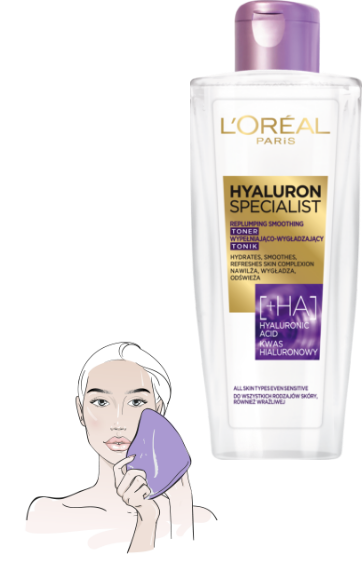 L'ORÉAL
PARIS
HYALURON
SPECIALIST
REPLUMPING SMOOTHING
TONER
WYPEŁNIAJĄCO-WYGŁADZAJĄCY
TONIK
HYDRATES, SMOOTHES,
REFRESHES SKIN COMPLEXION
NAWILŻA, WYGŁADZA,
ODŚWIEŻA
[+HA]
HYALURONIC
ACID
KWAS
HIALURONOWY
ALL SKIN TYPES EVEN SENSITIVE
DO WSZYSTKICH RODZAJÓW SKÓRY,
RÓWNIEŻ WRAŻLIWEJ